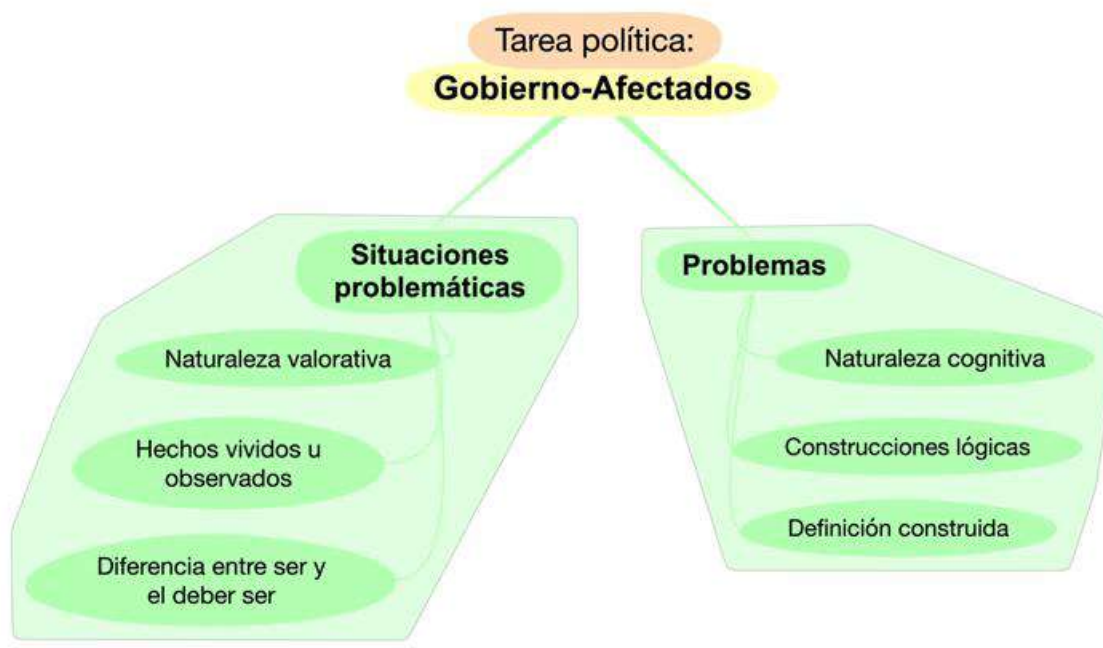 Tarea política:
Gobierno-Afectados
Situaciones
problemáticas
Naturaleza valorativa
Hechos vividos u
observados
Diferencia entre ser y
el deber ser
Problemas
Naturaleza cognitiva
Construcciones lógicas
Definición construida